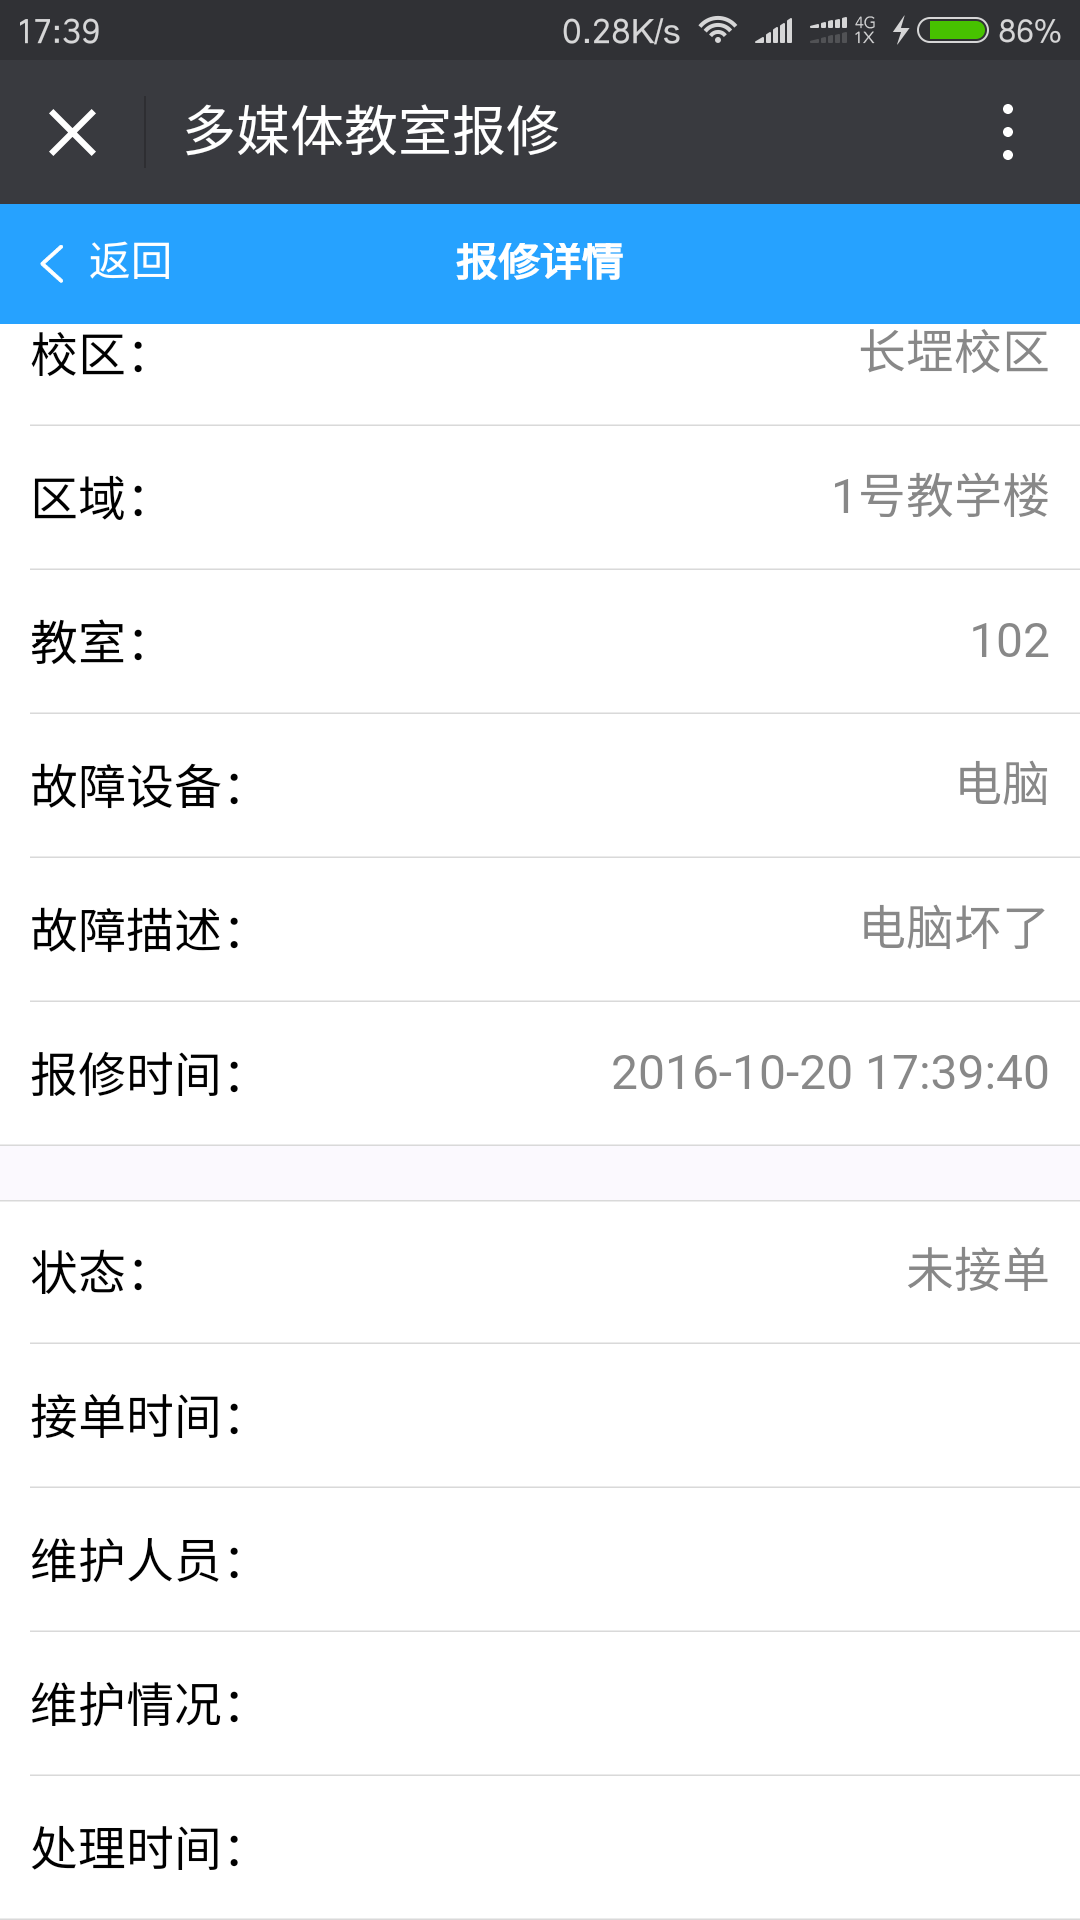 17:39 0.28K/s 4G 1X 86%
多媒体教室报修
返回 报修详情
校区： 长堽校区
区域： 1号教学楼
教室： 102
故障设备： 电脑
故障描述： 电脑坏了
报修时间： 2016-10-20 17:39:40
状态： 未接单
接单时间：
维护人员：
维护情况：
处理时间：